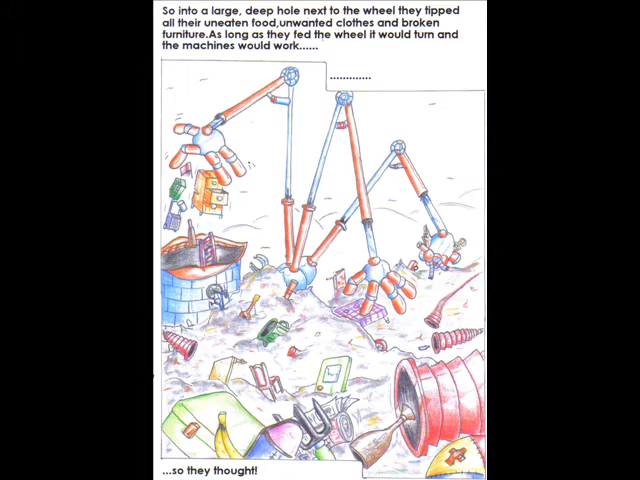 So into a large, deep hole next to the wheel they tipped
all their uneaten food,unwanted clothes and broken
furniture.As long as they fed the wheel it would turn and
the machines would work......
.............
...so they thought!